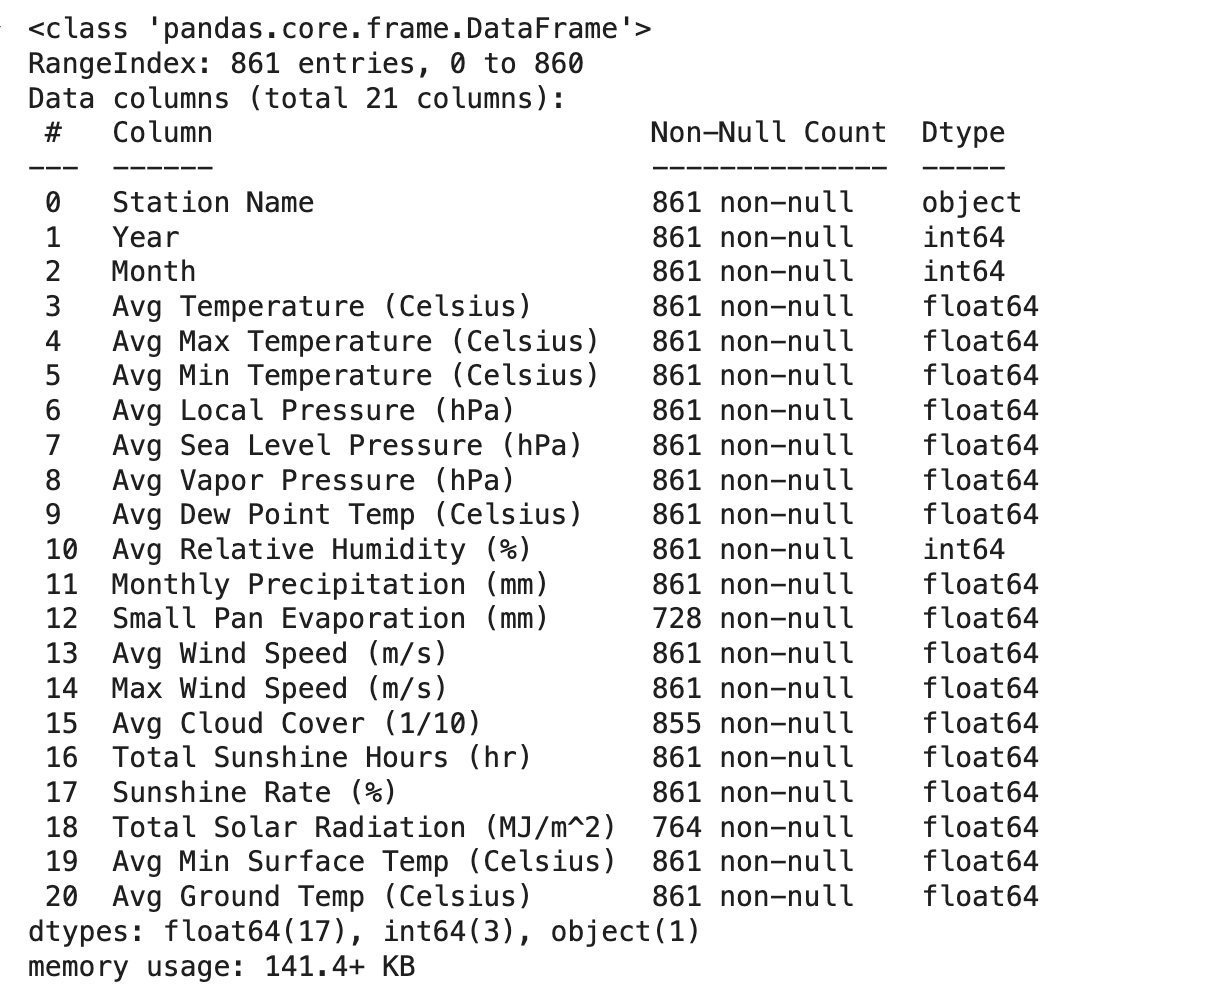 <class 'pandas.core.frame.DataFrame'>
RangeIndex: 861 entries, 0 to 860
Data columns (total 21 columns):
 #   Column                          Non-Null Count  Dtype
---  ------                          --------------  -----
 0   Station Name                    861 non-null    object
 1   Year                            861 non-null    int64
 2   Month                           861 non-null    int64
 3   Avg Temperature (Celsius)       861 non-null    float64
 4   Avg Max Temperature (Celsius)   861 non-null    float64
 5   Avg Min Temperature (Celsius)   861 non-null    float64
 6   Avg Local Pressure (hPa)        861 non-null    float64
 7   Avg Sea Level Pressure (hPa)    861 non-null    float64
 8   Avg Vapor Pressure (hPa)        861 non-null    float64
 9   Avg Dew Point Temp (Celsius)    861 non-null    float64
 10  Avg Relative Humidity (%)       861 non-null    int64
 11  Monthly Precipitation (mm)      861 non-null    float64
 12  Small Pan Evaporation (mm)      728 non-null    float64
 13  Avg Wind Speed (m/s)            861 non-null    float64
 14  Max Wind Speed (m/s)            861 non-null    float64
 15  Avg Cloud Cover (1/10)          855 non-null    float64
 16  Total Sunshine Hours (hr)       861 non-null    float64
 17  Sunshine Rate (%)               861 non-null    float64
 18  Total Solar Radiation (MJ/m^2)  764 non-null    float64
 19  Avg Min Surface Temp (Celsius)  861 non-null    float64
 20  Avg Ground Temp (Celsius)       861 non-null    float64
dtypes: float64(17), int64(3), object(1)
memory usage: 141.4+ KB